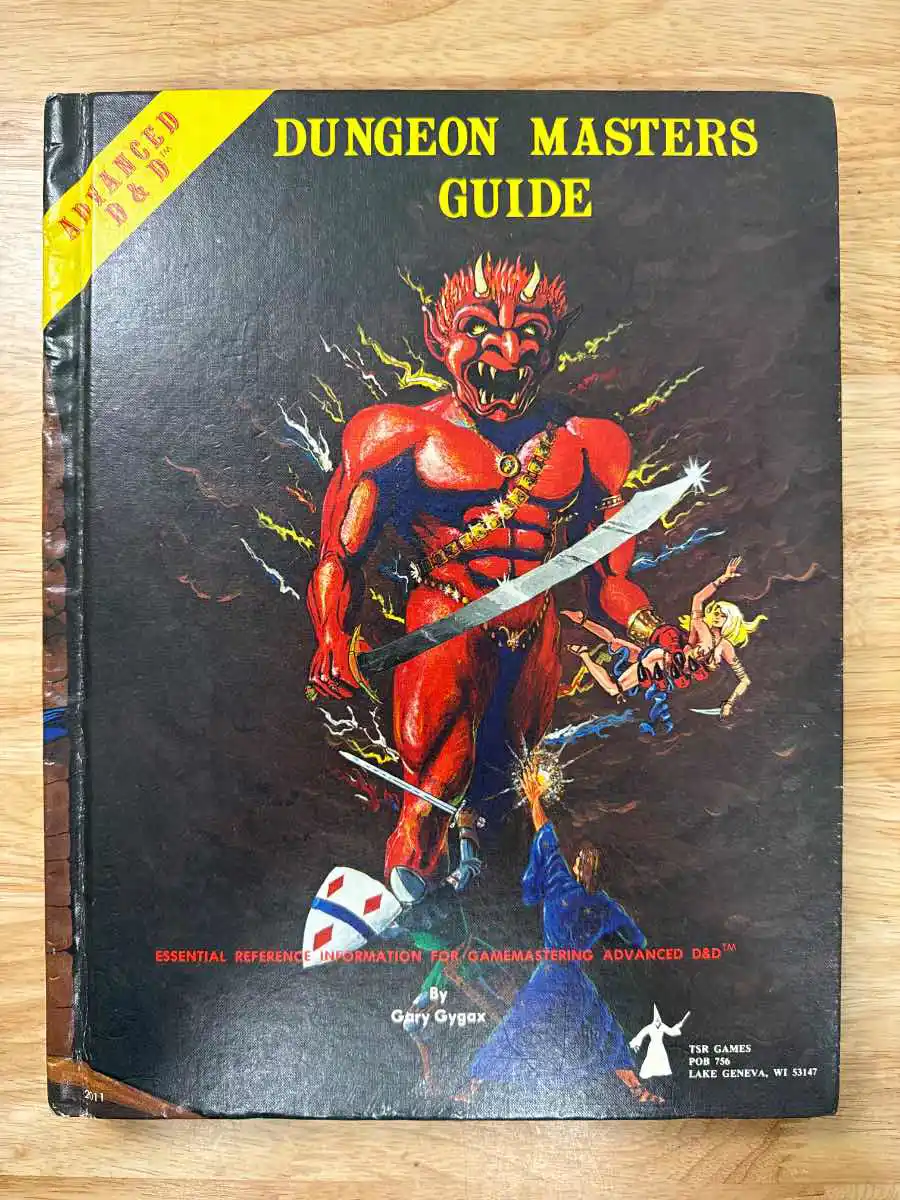 ADVANCED
D & D™
DUNGEON MASTERS
GUIDE
ESSENTIAL REFERENCE INFORMATION FOR GAMEMASTERING ADVANCED D&D™
By
Gary Gygax
TSR GAMES
POB 756
LAKE GENEVA, WI 53147
2011